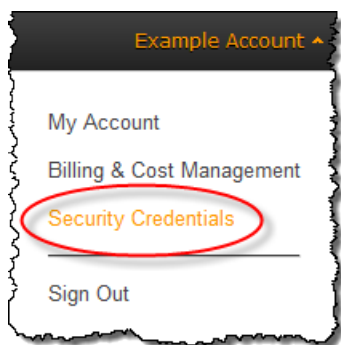 Example Account
My Account
Billing & Cost Management
Security Credentials
Sign Out